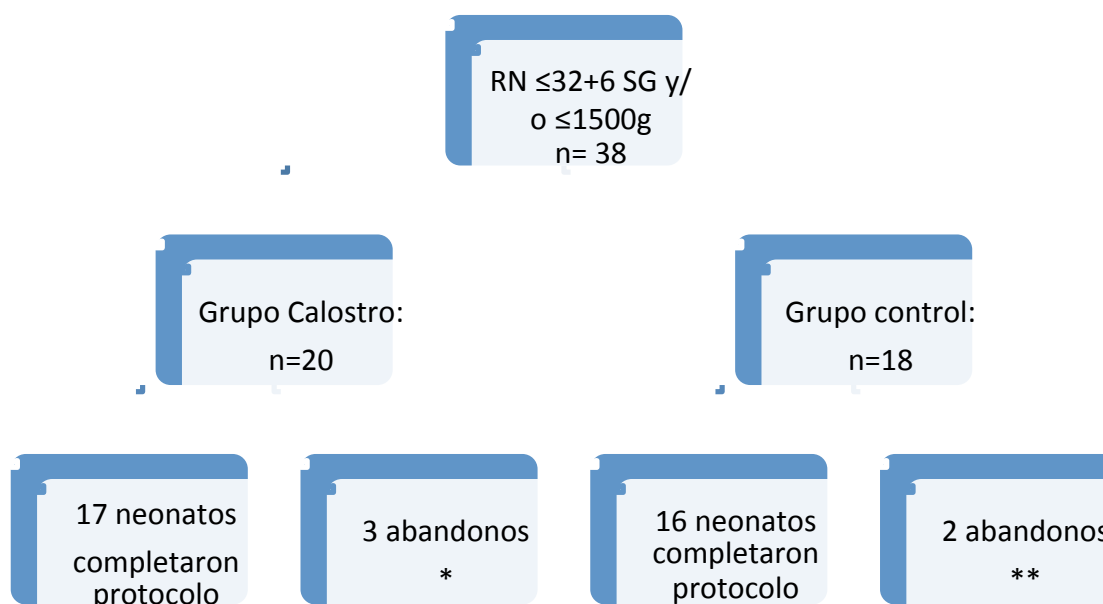 RN ≤32+6 SG y/
o ≤1500g
n= 38
Grupo Calostro:
n=20
Grupo control:
n=18
17 neonatos
completaron
protocolo
3 abandonos
*
16 neonatos
completaron
protocolo
2 abandonos
**